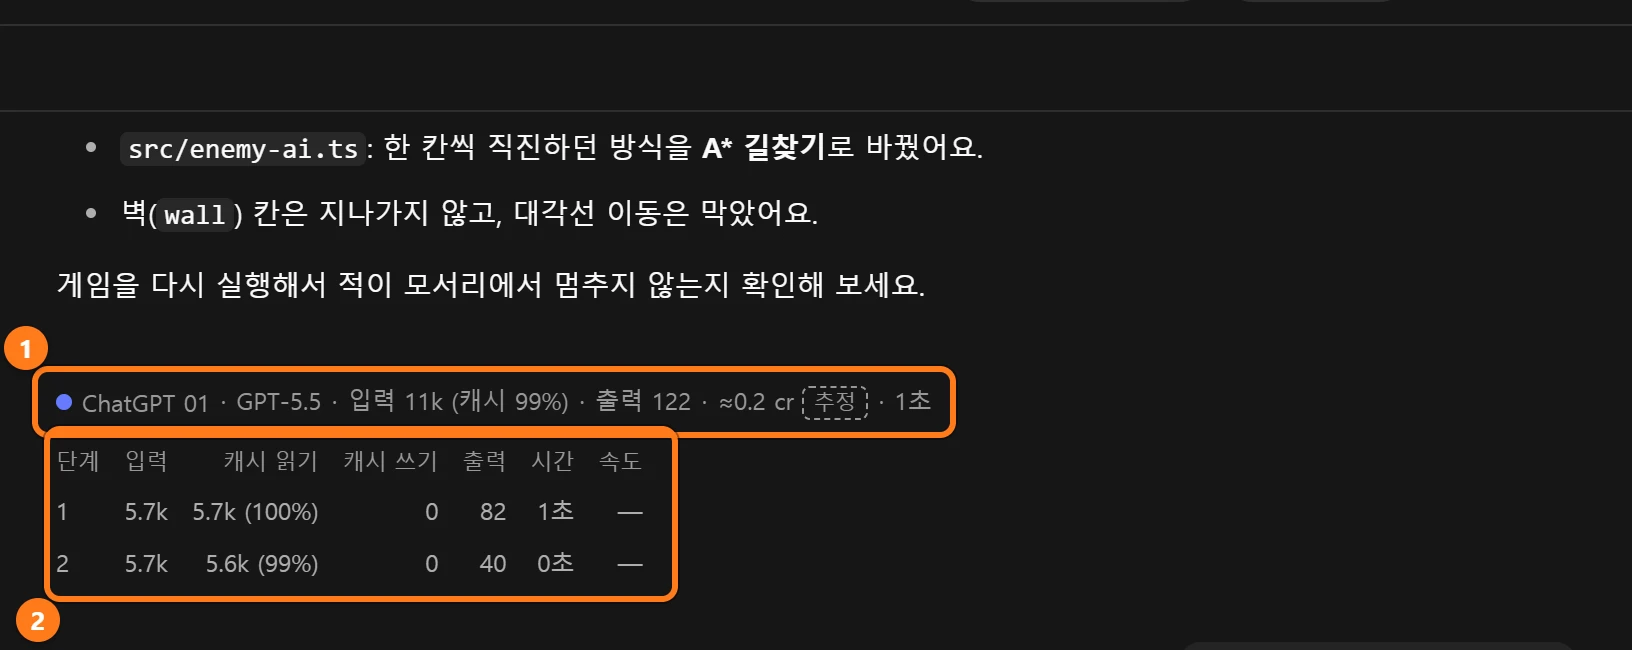 src/enemy-ai.ts: 한 칸씩 직진하던 방식을 A* 길찾기로 바꿨어요.
벽(wall) 칸은 지나가지 않고, 대각선 이동은 막았어요.
게임을 다시 실행해서 적이 모서리에서 멈추지 않는지 확인해 보세요.
1
ChatGPT 01 · GPT-5.5 · 입력 11k (캐시 99%) · 출력 122 · ≈0.2 cr 추정 · 1초
단계 입력 캐시 읽기 캐시 쓰기 출력 시간 속도
1 5.7k 5.7k (100%) 0 82 1초 —
2 5.7k 5.6k (99%) 0 40 0초 —
2